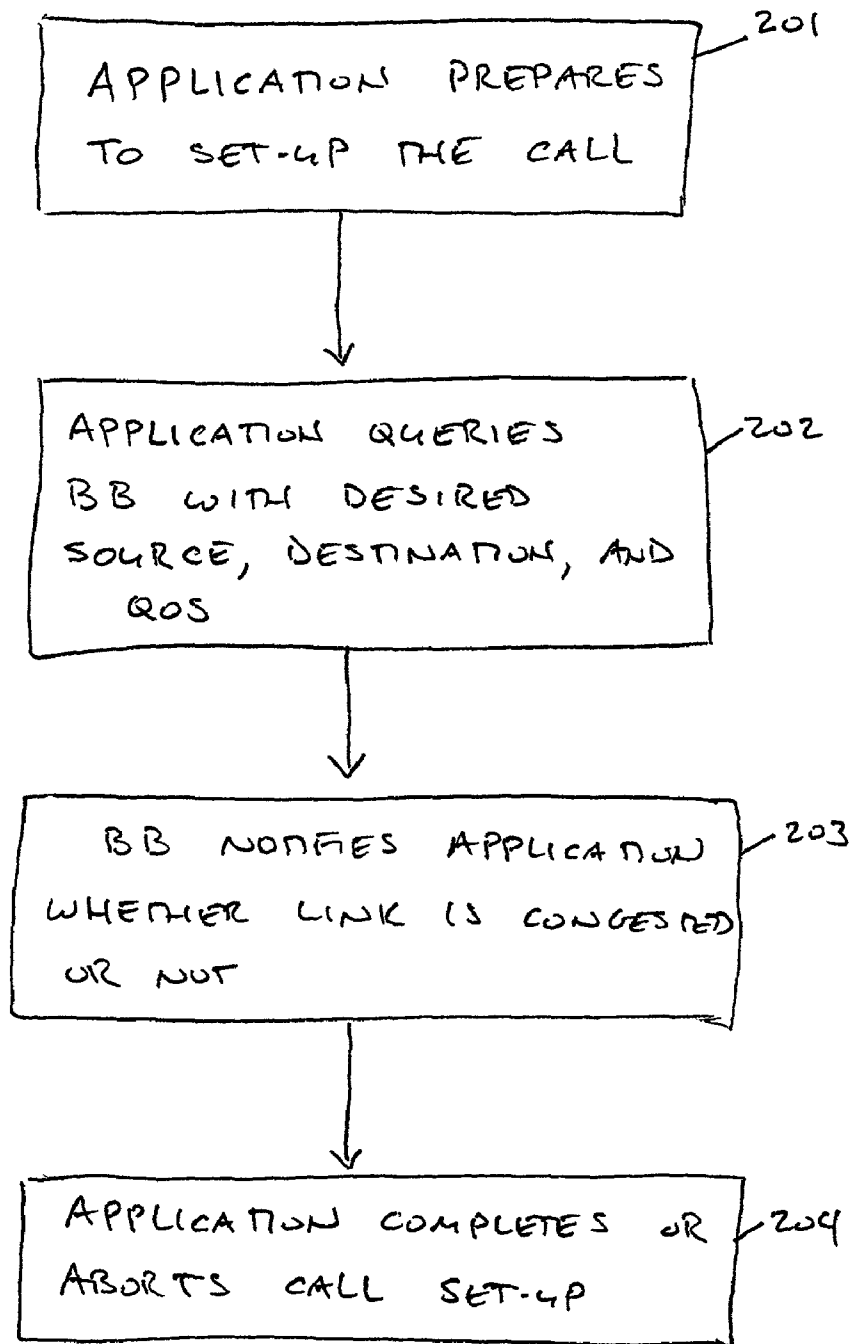 201
APPLICATION PREPARES
TO SET-UP THE CALL
APPLICATION QUERIES
BB WITH DESIRED
SOURCE, DESTINATION, AND
QOS
202
BB NOTIFIES APPLICATION
WHETHER LINK IS CONGESTED
OR NOT
203
APPLICATION COMPLETES OR
ABORTS CALL SET-UP
204